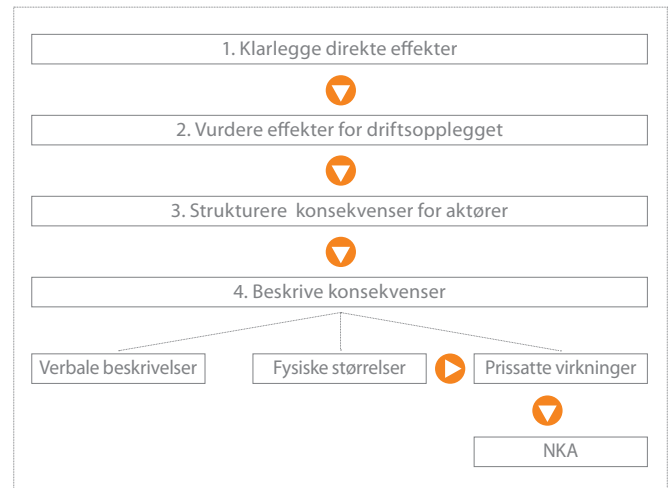 1. Klarlegge direkte effekter
2. Vurdere effekter for driftsopplegget
3. Strukturere konsekvenser for aktører
4. Beskrive konsekvenser
Verbale beskrivelser
Fysiske størrelser
Prissatte virkninger
NKA